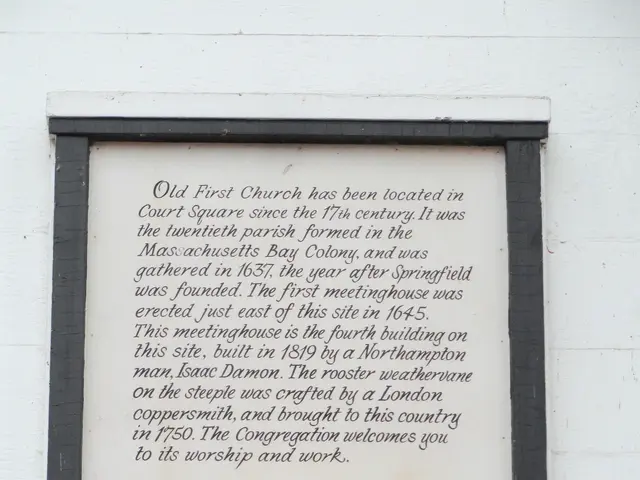 Old First Church has been located in
Court Square since the 17th century. It was
the twentieth parish formed in the
Massachusetts Bay Colony, and was
gathered in 1637, the year after Springfield
was founded. The first meetinghouse was
erected just east of this site in 1645.
This meetinghouse is the fourth building on
this site, built in 1819 by a Northampton
man, Isaac Damon. The rooster weathervane
on the steeple was crafted by a London
coppersmith, and brought to this country
in 1750. The Congregation welcomes you
to its worship and work.